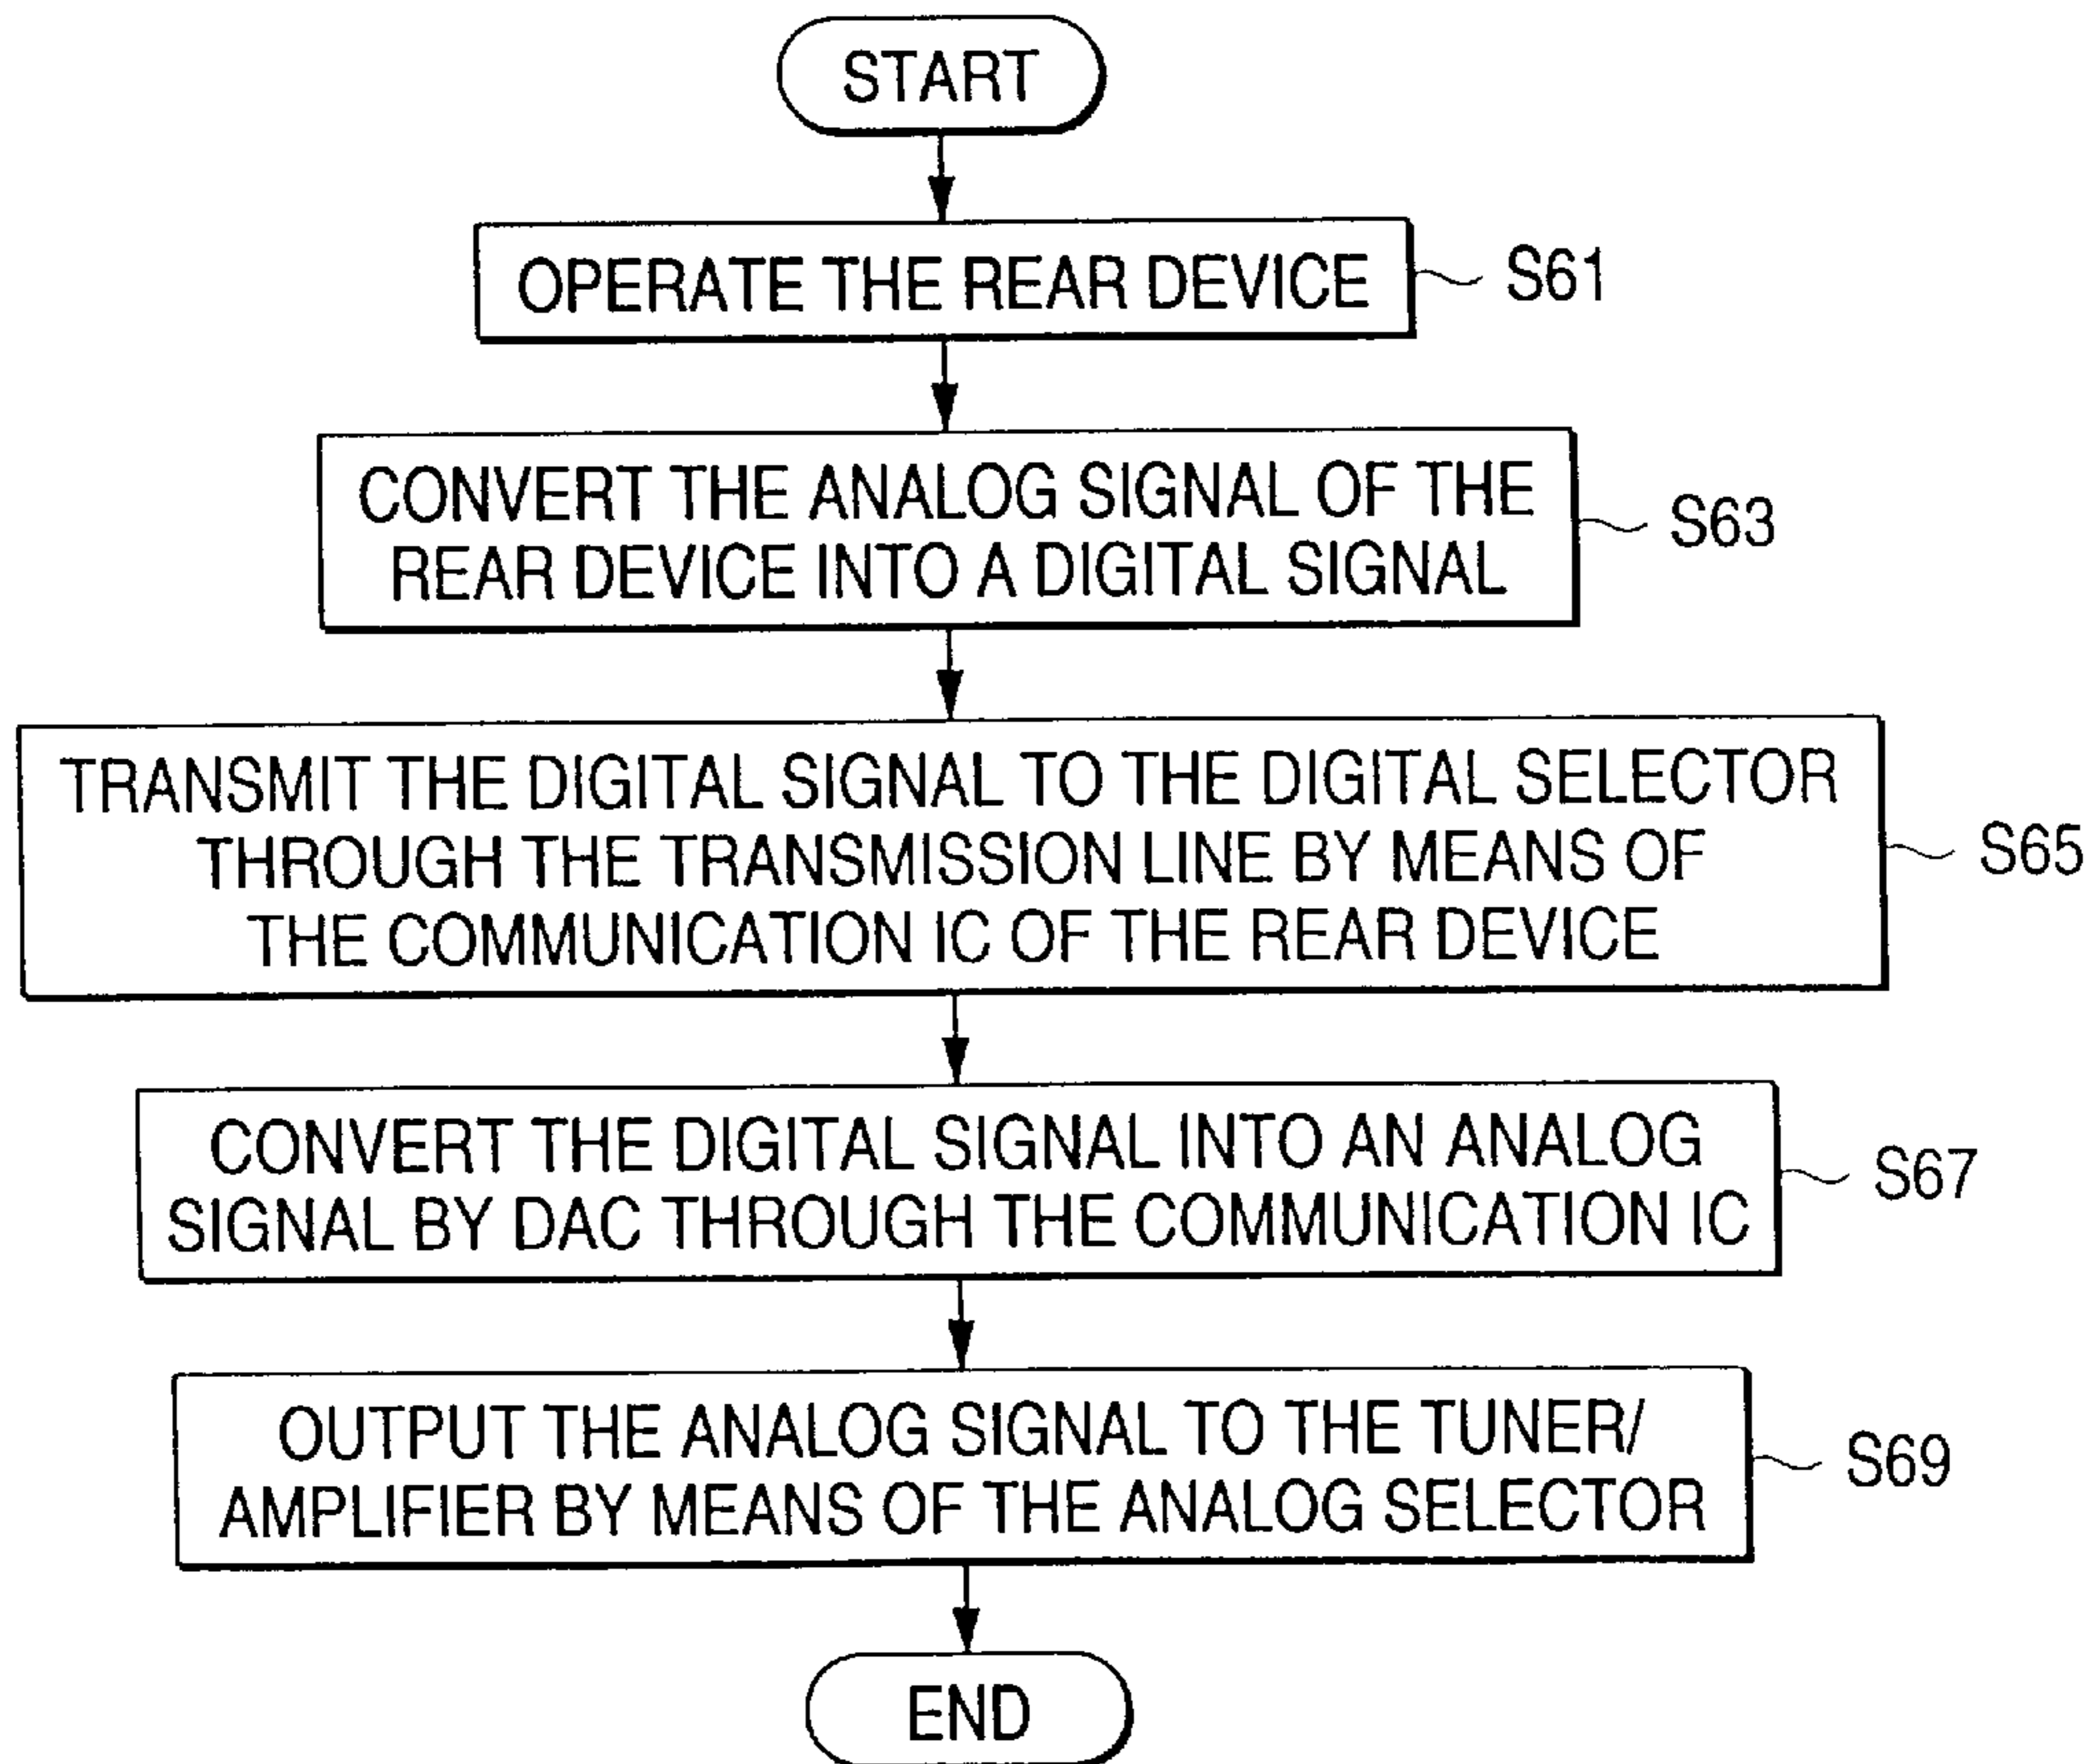 START
OPERATE THE REAR DEVICE
S61
CONVERT THE ANALOG SIGNAL OF THE
REAR DEVICE INTO A DIGITAL SIGNAL
S63
TRANSMIT THE DIGITAL SIGNAL TO THE DIGITAL SELECTOR
THROUGH THE TRANSMISSION LINE BY MEANS OF
THE COMMUNICATION IC OF THE REAR DEVICE
S65
CONVERT THE DIGITAL SIGNAL INTO AN ANALOG
SIGNAL BY DAC THROUGH THE COMMUNICATION IC
S67
OUTPUT THE ANALOG SIGNAL TO THE TUNER/
AMPLIFIER BY MEANS OF THE ANALOG SELECTOR
S69
END